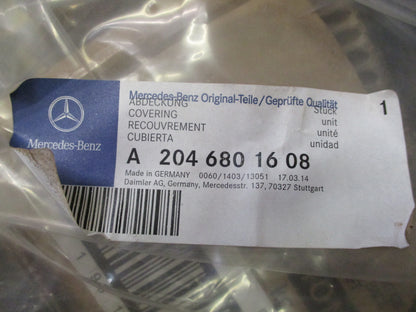 Mercedes-Benz
Mercedes-Benz Original-Teile/Geprüfte Qualität
ABDECKUNG
COVERING
RECOUVREMENT
CUBIERTA
Stück
unit
unité
unidad
1
A 204 680 16 08
Made in GERMANY 0060/1403/13051 17.03.14
Daimler AG, Germany, Mercedesstr. 137, 70327 Stuttgart